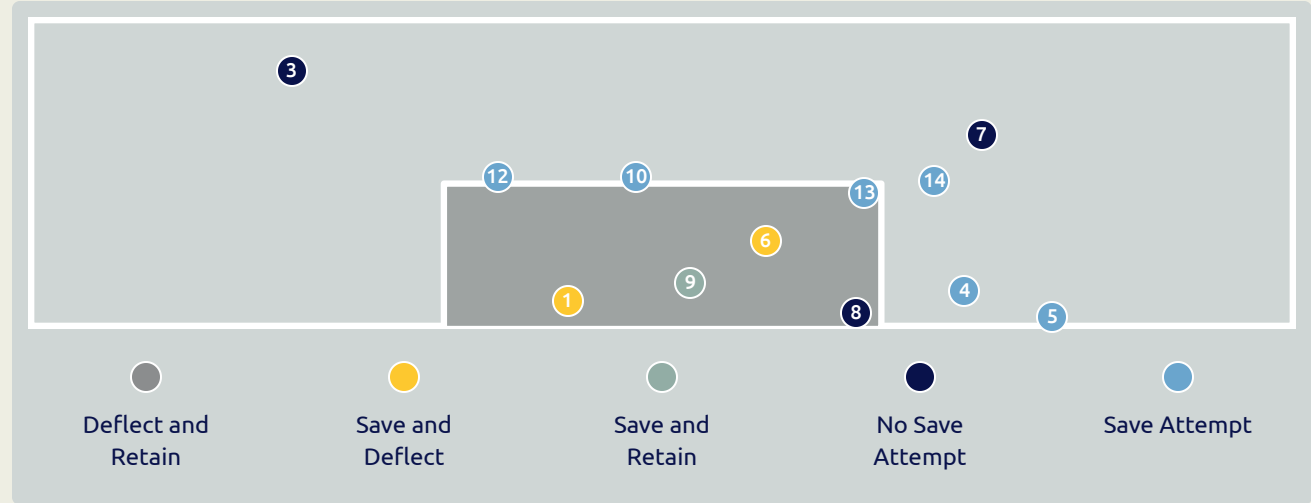 3
7
12
10
14
13
6
9
4
1
8
5
Deflect and
Retain
Save and
Deflect
Save and
Retain
No Save
Attempt
Save Attempt